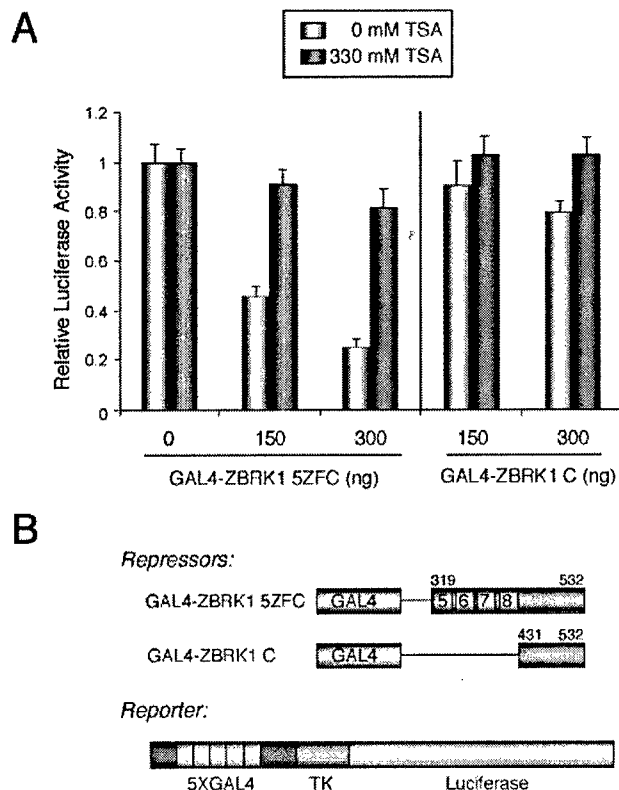 A
0 mM TSA
330 mM TSA
Relative Luciferase Activity
1.2
1
0.8
0.6
0.4
0.2
0
0 150 300 150 300
GAL4-ZBRK1 5ZFC (ng) GAL4-ZBRK1 C (ng)
B
Repressors:
319 532
GAL4-ZBRK1 5ZFC GAL4 5 6 7 8
431 532
GAL4-ZBRK1 C GAL4
Reporter:
5XGAL4 TK Luciferase